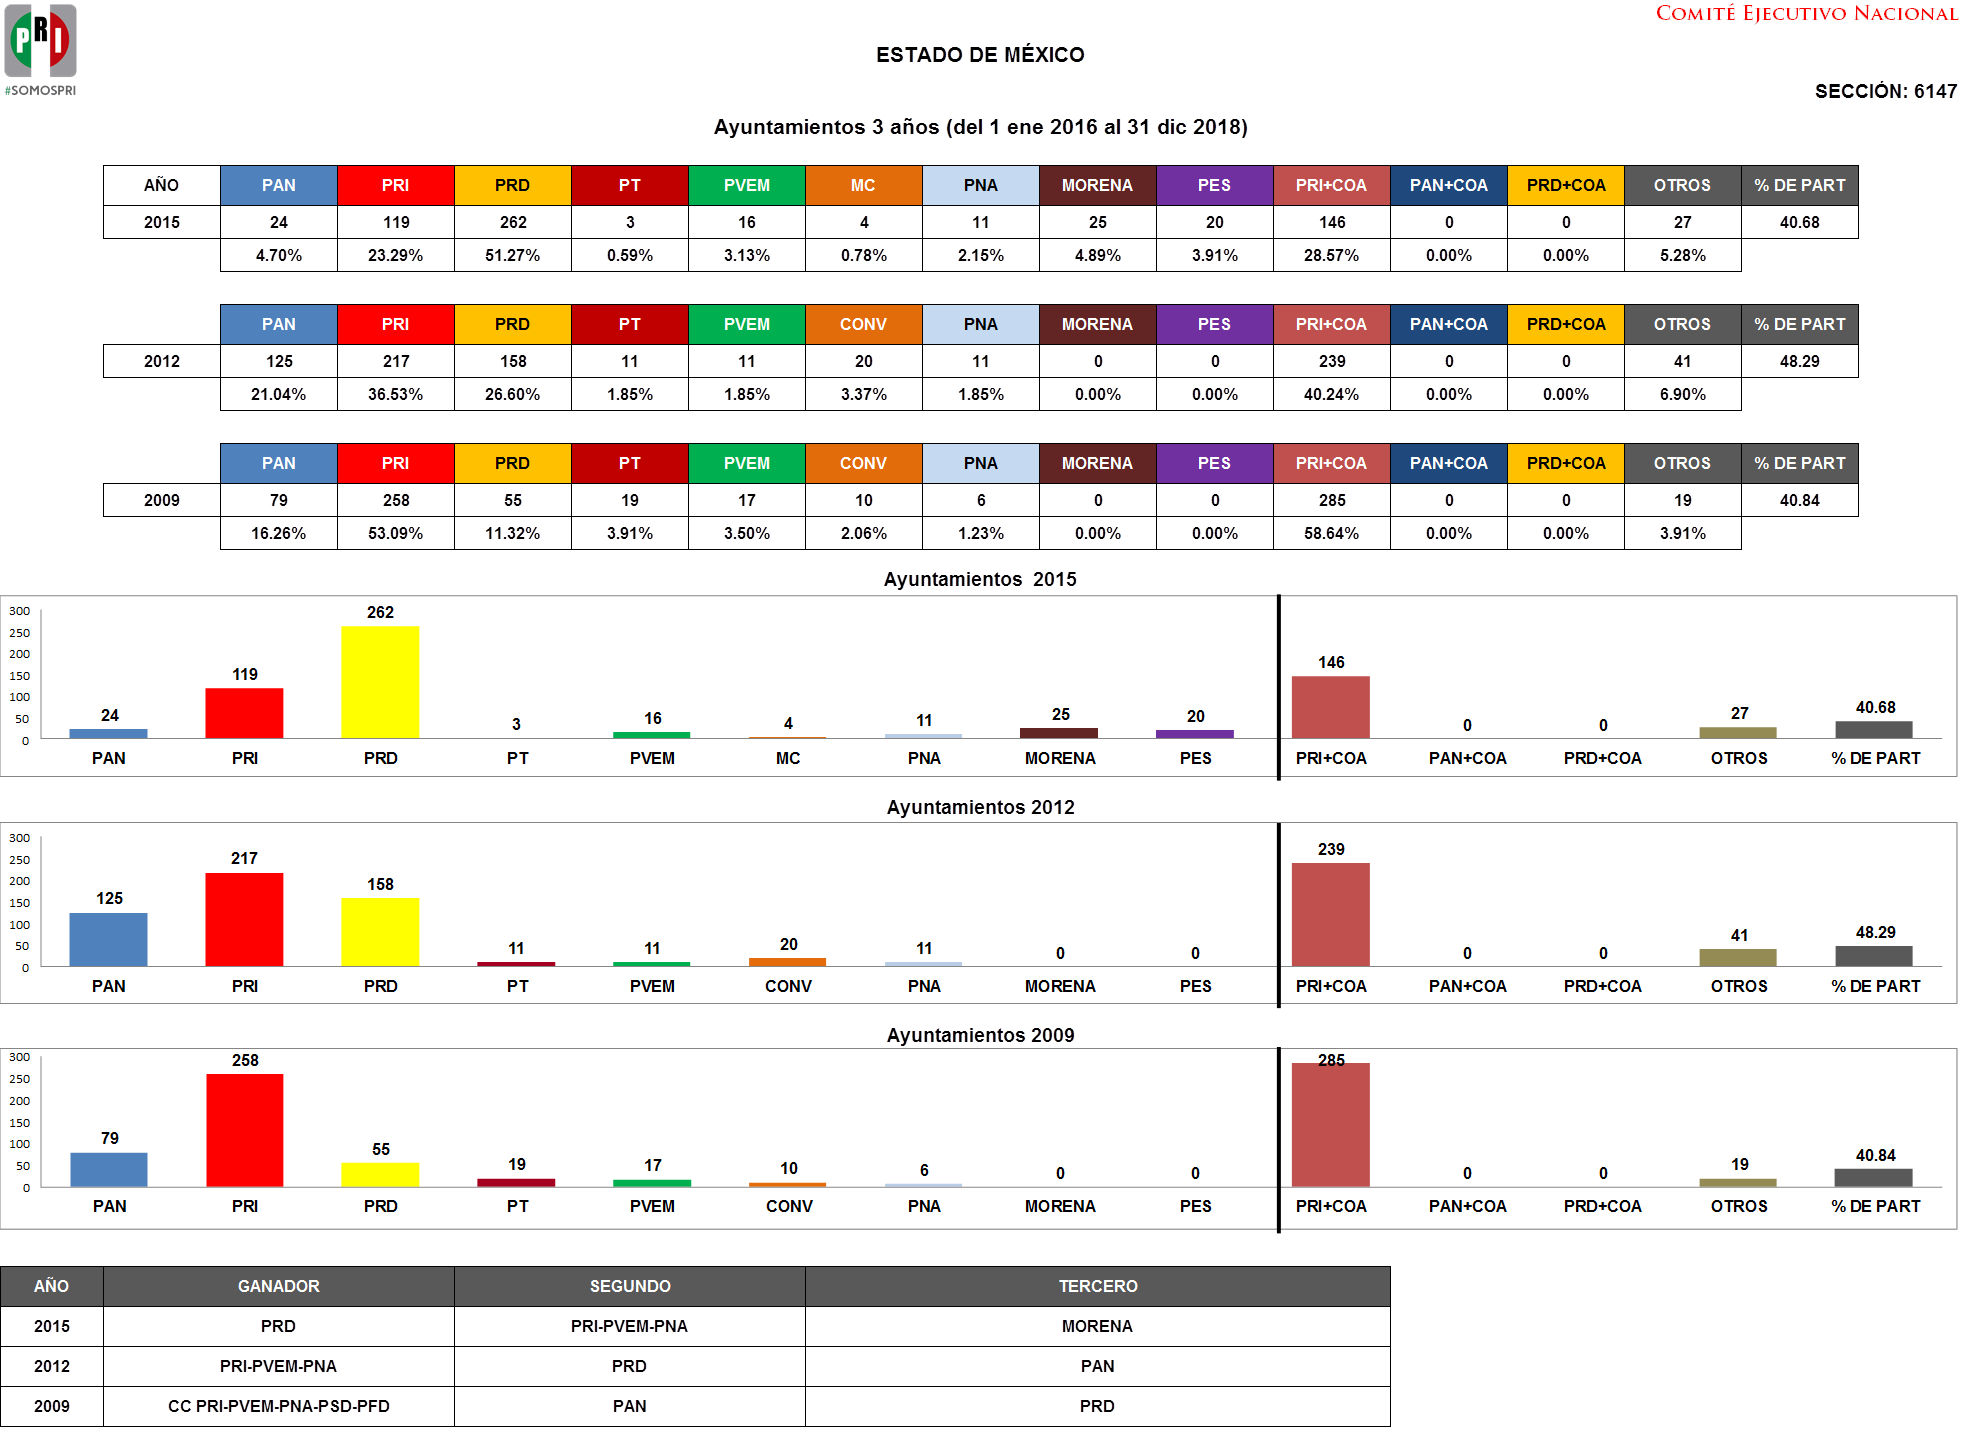 PRI
#SOMOSPRI
COMITÉ EJECUTIVO NACIONAL
ESTADO DE MÉXICO
SECCIÓN: 6147
Ayuntamientos 3 años (del 1 ene 2016 al 31 dic 2018)
AÑO PAN PRI PRD PT PVEM MC PNA MORENA PES PRI+COA PAN+COA PRD+COA OTROS % DE PART
2015 24 119 262 3 16 4 11 25 20 146 0 0 27 40.68
4.70% 23.29% 51.27% 0.59% 3.13% 0.78% 2.15% 4.89% 3.91% 28.57% 0.00% 0.00% 5.28%
PAN PRI PRD PT PVEM CONV PNA MORENA PES PRI+COA PAN+COA PRD+COA OTROS % DE PART
2012 125 217 158 11 11 20 11 0 0 239 0 0 41 48.29
21.04% 36.53% 26.60% 1.85% 1.85% 3.37% 1.85% 0.00% 0.00% 40.24% 0.00% 0.00% 6.90%
PAN PRI PRD PT PVEM CONV PNA MORENA PES PRI+COA PAN+COA PRD+COA OTROS % DE PART
2009 79 258 55 19 17 10 6 0 0 285 0 0 19 40.84
16.26% 53.09% 11.32% 3.91% 3.50% 2.06% 1.23% 0.00% 0.00% 58.64% 0.00% 0.00% 3.91%
Ayuntamientos 2015
300
250
200
150
100
50
0
24 119 262 3 16 4 11 25 20 146 0 0 27 40.68
PAN PRI PRD PT PVEM MC PNA MORENA PES PRI+COA PAN+COA PRD+COA OTROS % DE PART
Ayuntamientos 2012
300
250
200
150
100
50
0
125 217 158 11 11 20 11 0 0 239 0 0 41 48.29
PAN PRI PRD PT PVEM CONV PNA MORENA PES PRI+COA PAN+COA PRD+COA OTROS % DE PART
Ayuntamientos 2009
300
250
200
150
100
50
0
79 258 55 19 17 10 6 0 0 285 0 0 19 40.84
PAN PRI PRD PT PVEM CONV PNA MORENA PES PRI+COA PAN+COA PRD+COA OTROS % DE PART
AÑO GANADOR SEGUNDO TERCERO
2015 PRD PRI-PVEM-PNA MORENA
2012 PRI-PVEM-PNA PRD PAN
2009 CC PRI-PVEM-PNA-PSD-PFD PAN PRD